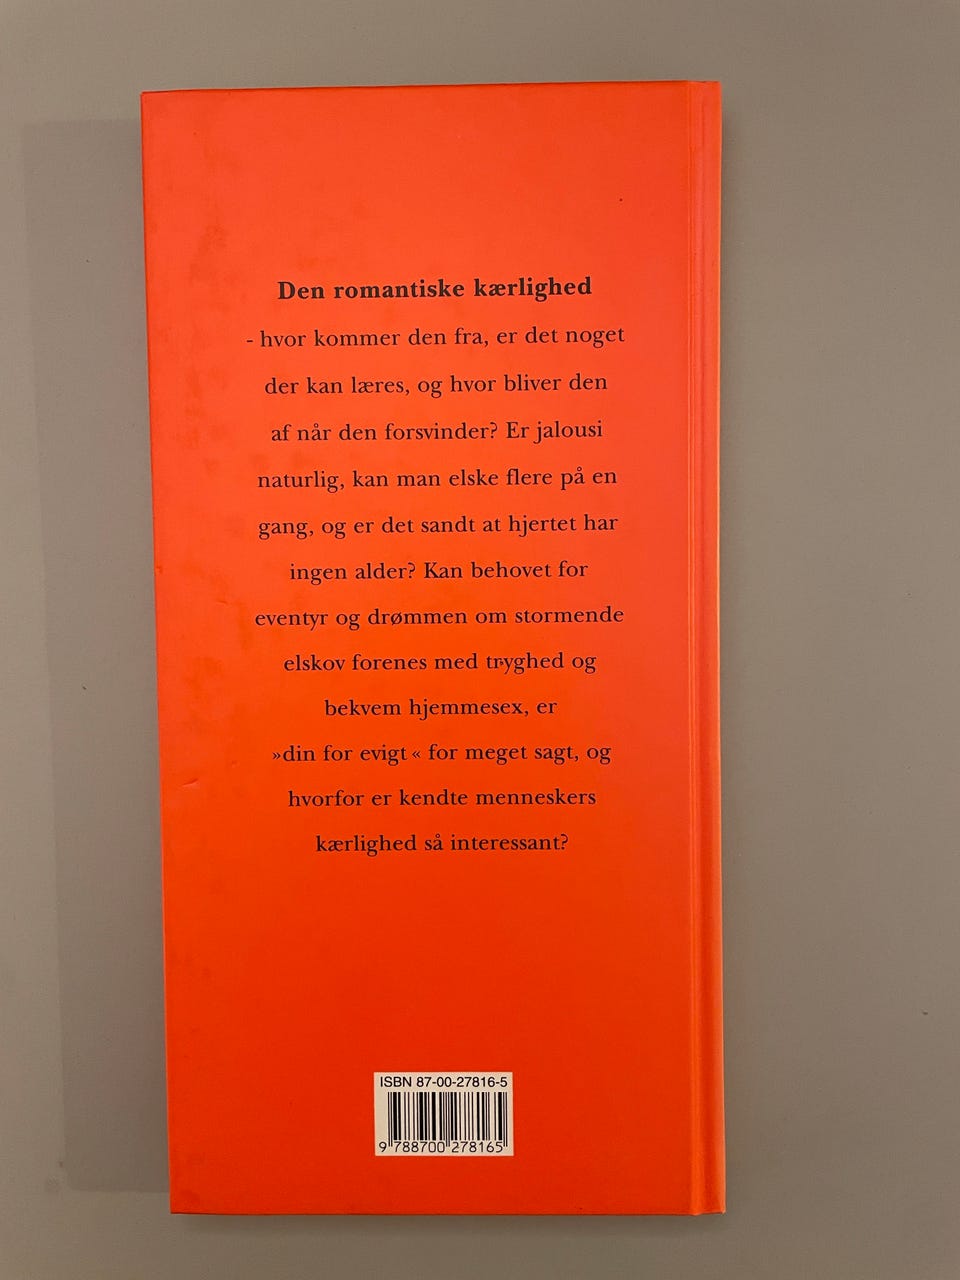 Den romantiske kærlighed
- hvor kommer den fra, er det noget
der kan læres, og hvor bliver den
af når den forsvinder? Er jalousi
naturlig, kan man elske flere på en
gang, og er det sandt at hjertet har
ingen alder? Kan behovet for
eventyr og drømmen om stormende
elskov forenes med tryghed og
bekvem hjemmesex, er
»din for evigt« for meget sagt, og
hvorfor er kendte menneskers
kærlighed så interessant?
ISBN 87-00-27816-5
9 788700 278165